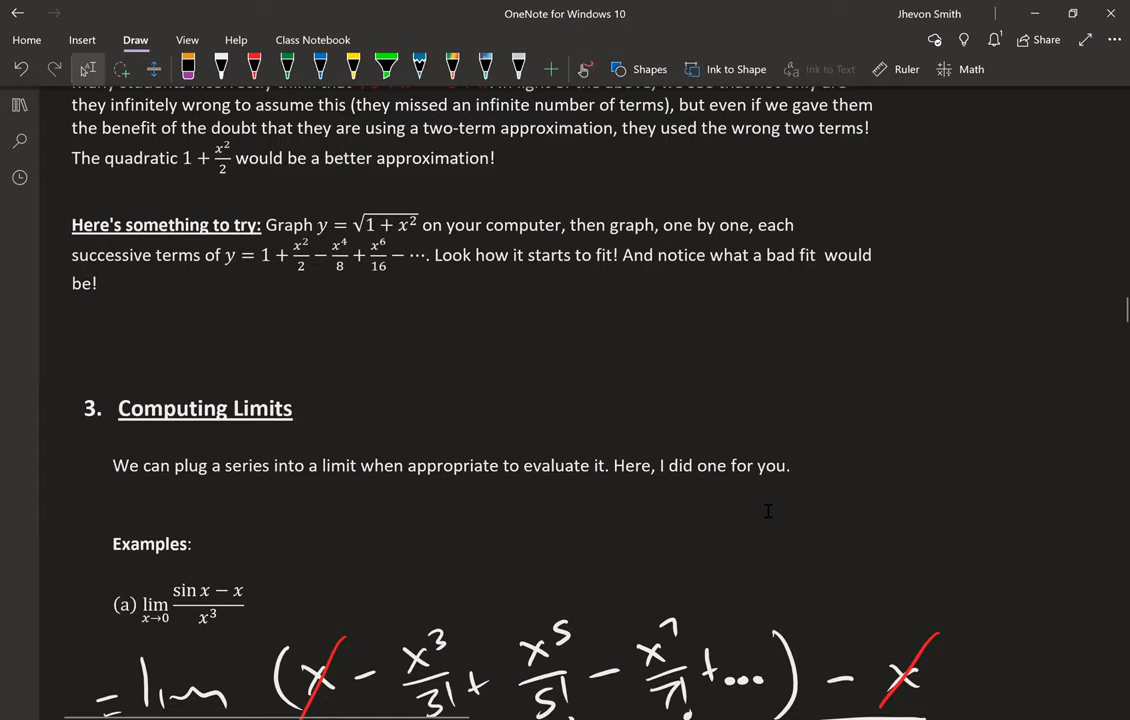 OneNote for Windows 10
Jhevon Smith
Home Insert Draw View Help Class Notebook
1
Share
Shapes Ink to Shape Ink to Text Ruler Math
Many students incorrectly think that
they infinitely wrong to assume this (they missed an infinite number of terms), but even if we gave them
the benefit of the doubt that they are using a two-term approximation, they used the wrong two terms!
The quadratic 1 + x²/2 would be a better approximation!
Here's something to try: Graph y = √(1 + x²) on your computer, then graph, one by one, each
successive terms of y = 1 + x²/2 − x⁴/8 + x⁶/16 − ⋯. Look how it starts to fit! And notice what a bad fit would
be!
3. Computing Limits
We can plug a series into a limit when appropriate to evaluate it. Here, I did one for you.
Examples:
(a) lim x→0 (sin x − x)/x³
= lim (x − x³/3! + x⁵/5! − x⁷/7! + ...) − x